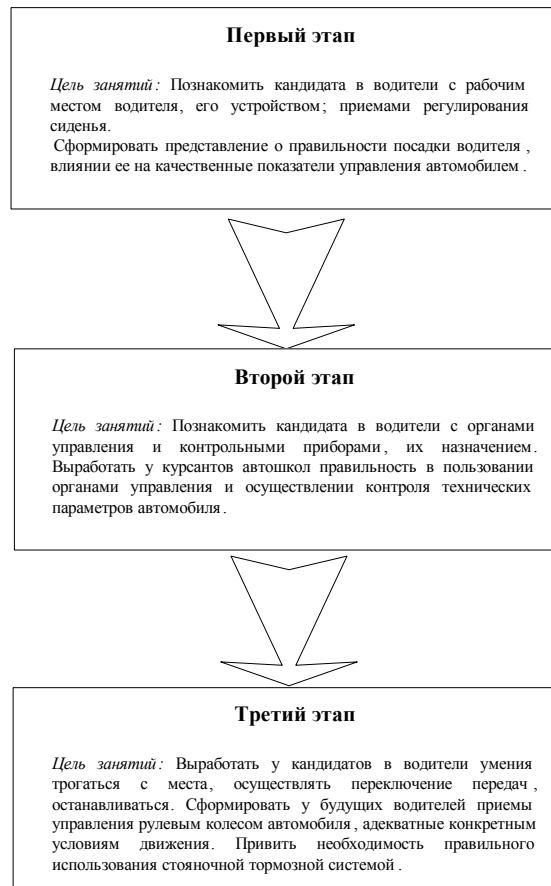 Первый этап
Цель занятий: Познакомить кандидата в водители с рабочим
местом водителя, его устройством; приемами регулирования
сиденья.
Сформировать представление о правильности посадки водителя ,
влиянии ее на качественные показатели управления автомобилем .
Второй этап
Цель занятий: Познакомить кандидата в водители с органами
управления и контрольными приборами, их назначением.
Выработать у курсантов автошкол правильность в пользовании
органами управления и осуществлении контроля технических
параметров автомобиля .
Третий этап
Цель занятий: Выработать у кандидатов в водители умения
трогаться с места, осуществлять переключение передач ,
останавливаться. Сформировать у будущих водителей приемы
управления рулевым колесом автомобиля , адекватные конкретным
условиям движения. Привить необходимость правильного
использования стояночной тормозной системой .